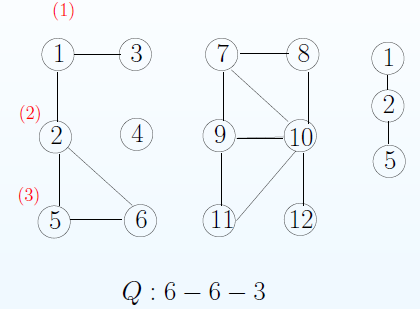 (1)
1 3 7 8 1
(2) 2 4 9 10 2
(3) 5 6 11 12 5
Q : 6 − 6 − 3